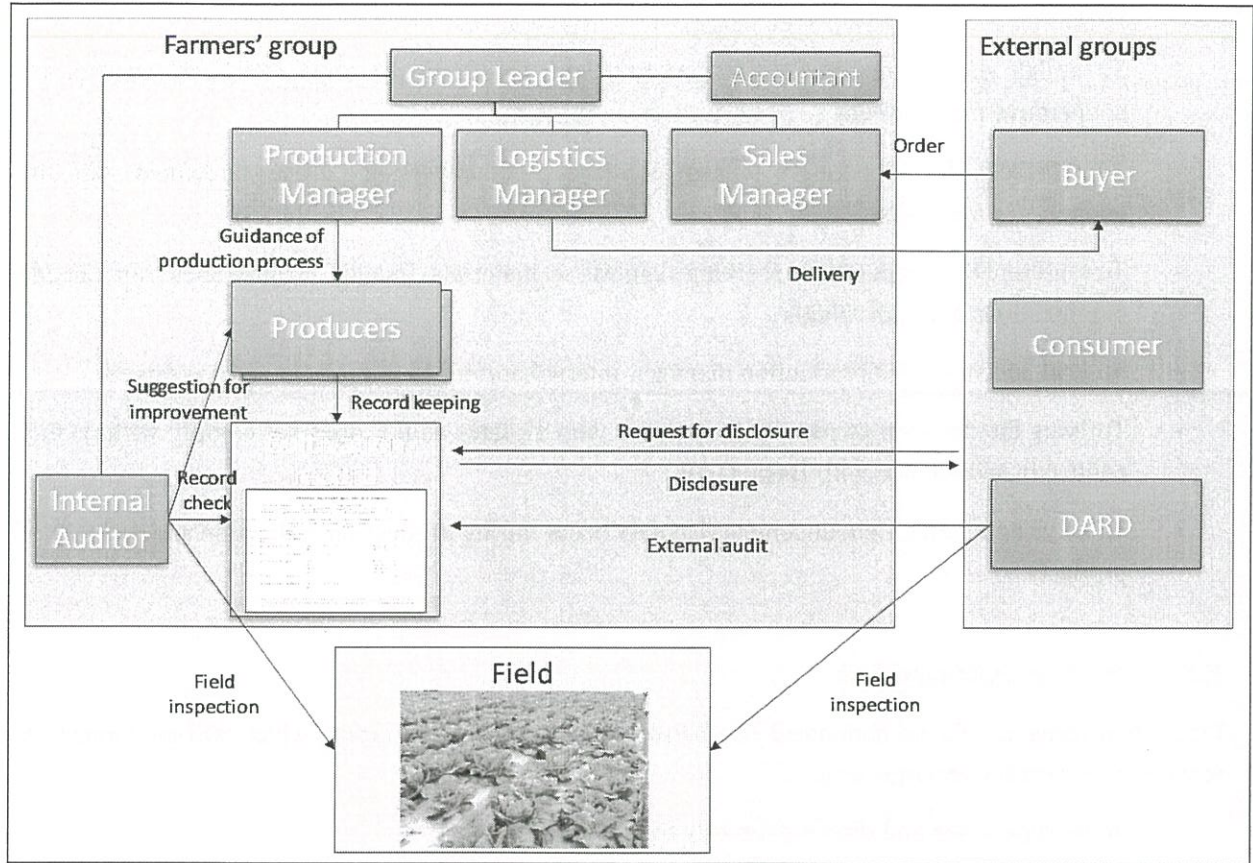 Farmers' group
External groups
Group Leader
Accountant
Production
Manager
Logistics
Manager
Sales
Manager
Order
Buyer
Guidance of
production process
Delivery
Producers
Consumer
Suggestion for
improvement
Record keeping
Request for disclosure
Disclosure
Record
check
Internal
Auditor
DARD
External audit
Field
Field
inspection
Field
inspection